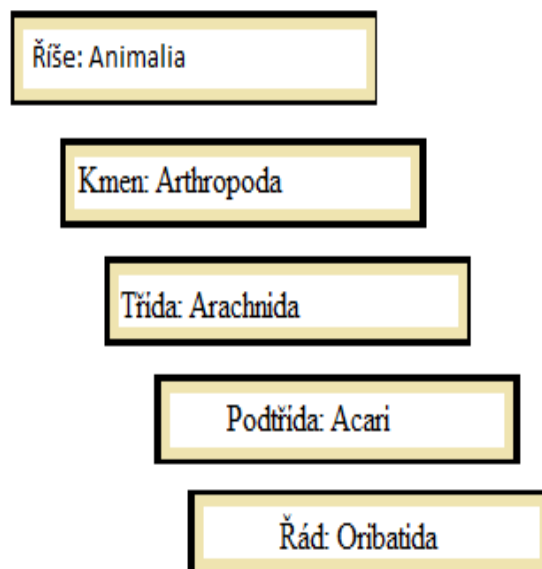 Říše: Animalia
Kmen: Arthropoda
Třída: Arachnida
Podtřída: Acari
Řád: Oribatida